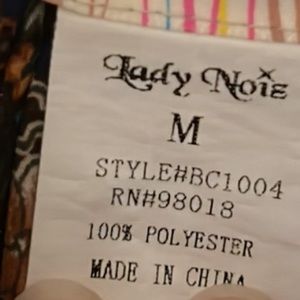 Lady Noiz
M
STYLE#BC1004
RN#98018
100% POLYESTER
MADE IN CHINA